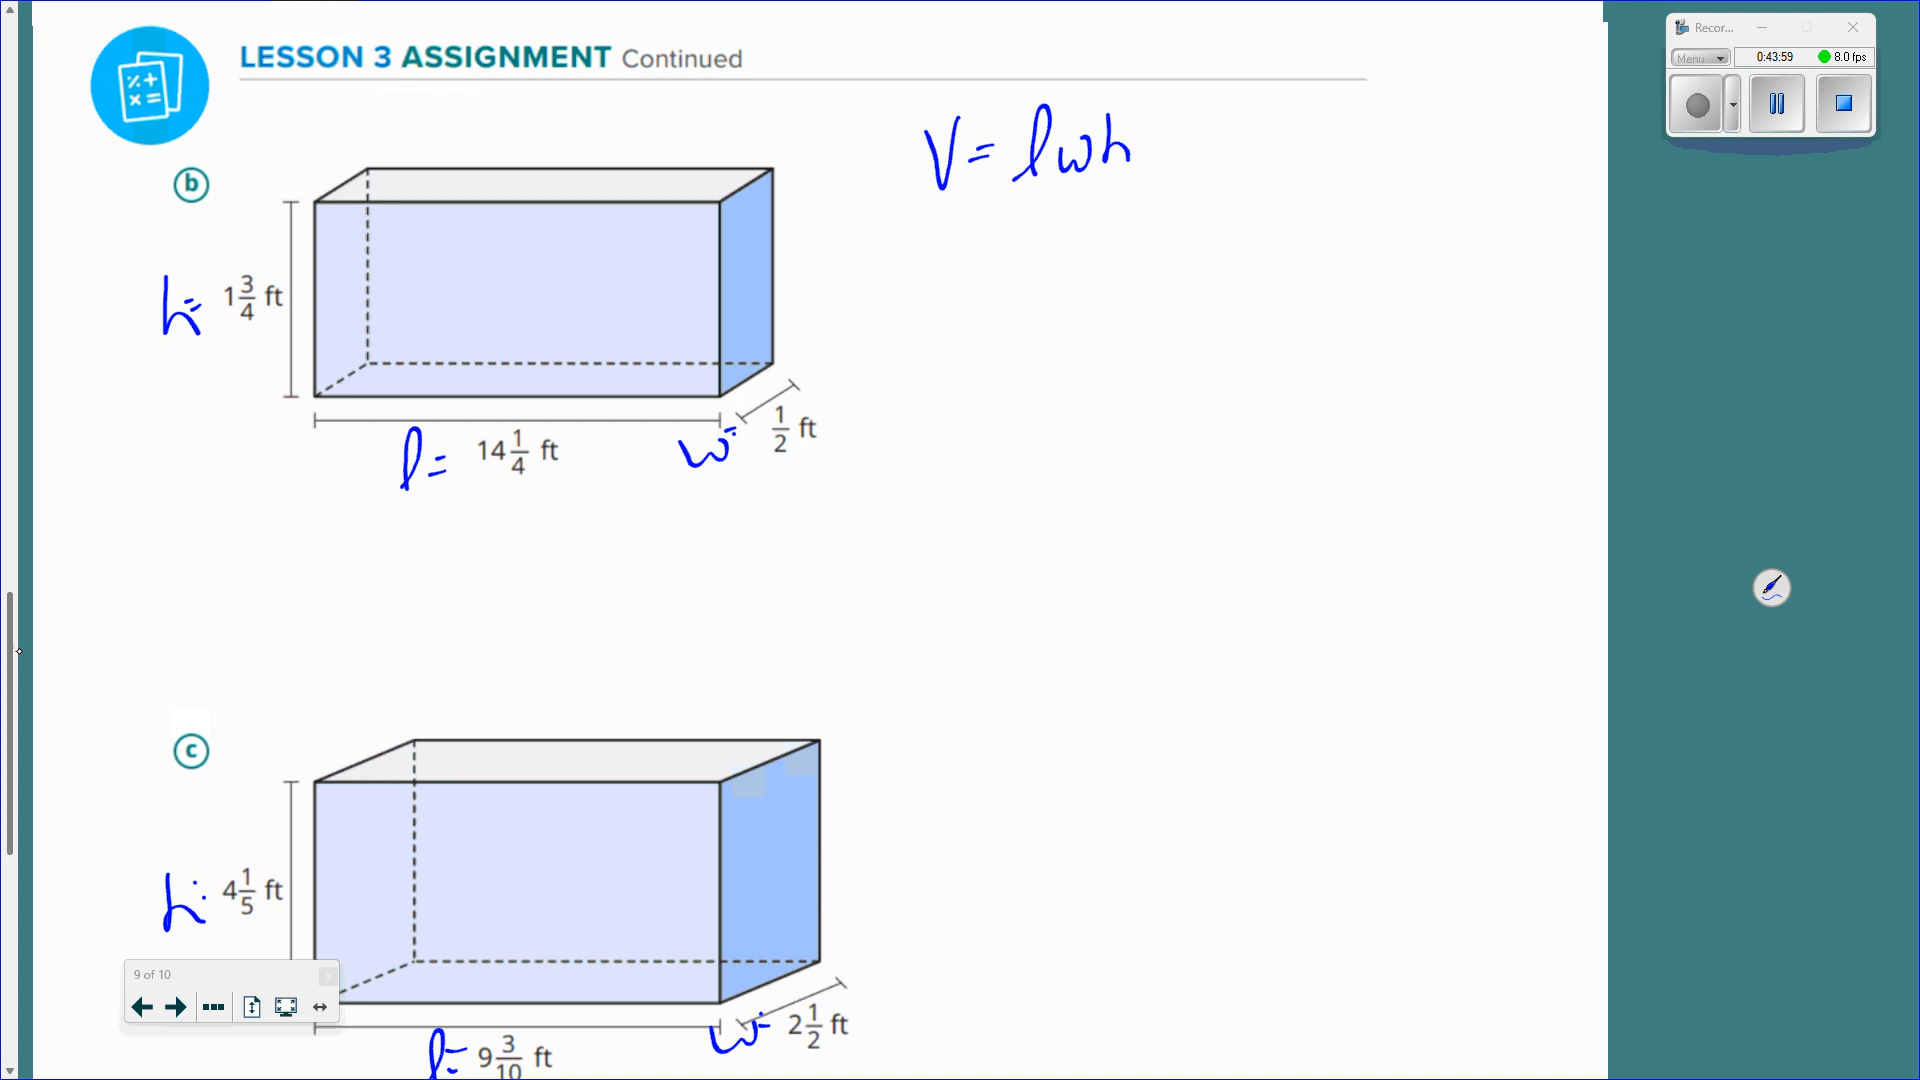 LESSON 3 ASSIGNMENT Continued
V = lwh
b
h = 1 3/4 ft
l = 14 1/4 ft
w = 1/2 ft
c
h = 4 1/5 ft
l = 9 3/10 ft
w = 2 1/2 ft
9 of 10
Recor...
Menu
0:43:59
8.0 fps